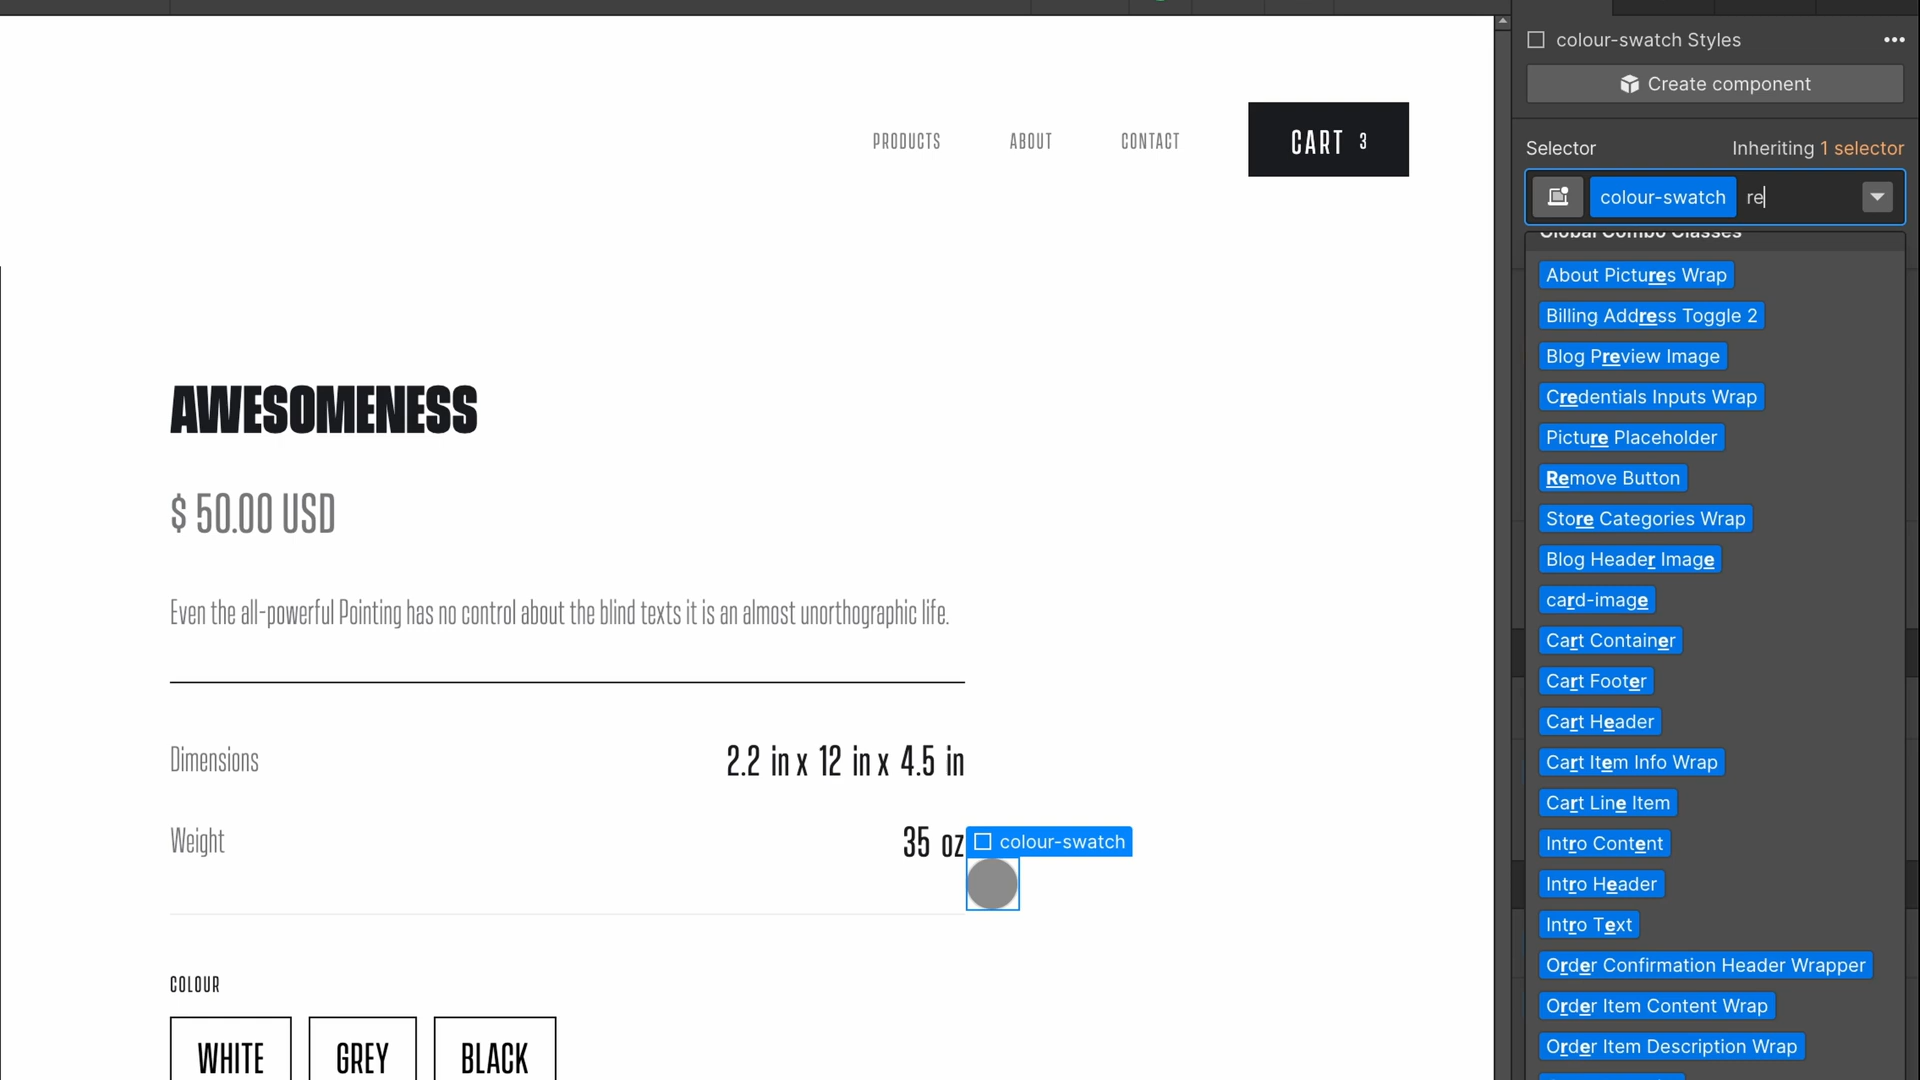 PRODUCTS
ABOUT
CONTACT
CART 3
AWESOMENESS
$ 50.00 USD
Even the all-powerful Pointing has no control about the blind texts it is an almost unorthographic life.
Dimensions
2.2 in x 12 in x 4.5 in
Weight
35 oz
colour-swatch
COLOUR
WHITE
GREY
BLACK
colour-swatch Styles
Create component
Selector
Inheriting 1 selector
colour-swatch re
Global Combo Classes
About Pictures Wrap
Billing Address Toggle 2
Blog Preview Image
Credentials Inputs Wrap
Picture Placeholder
Remove Button
Store Categories Wrap
Blog Header Image
card-image
Cart Container
Cart Footer
Cart Header
Cart Item Info Wrap
Cart Line Item
Intro Content
Intro Header
Intro Text
Order Confirmation Header Wrapper
Order Item Content Wrap
Order Item Description Wrap